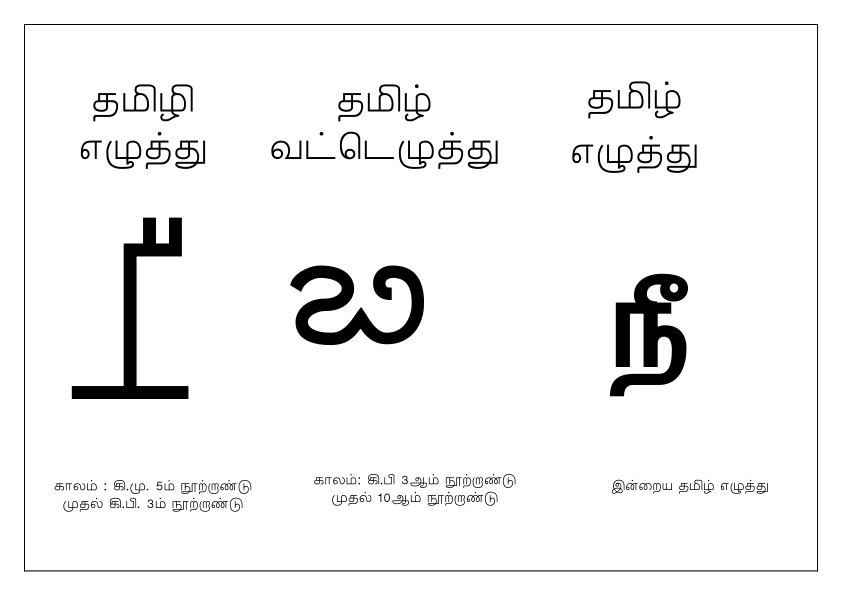 தமிழி
எழுத்து
தமிழ்
வட்டெழுத்து
தமிழ்
எழுத்து
நீ
காலம் : கி.மு. 5ம் நூற்றாண்டு
முதல் கி.பி. 3ம் நூற்றாண்டு
காலம்: கி.பி 3ஆம் நூற்றாண்டு
முதல் 10ஆம் நூற்றாண்டு
இன்றைய தமிழ் எழுத்து